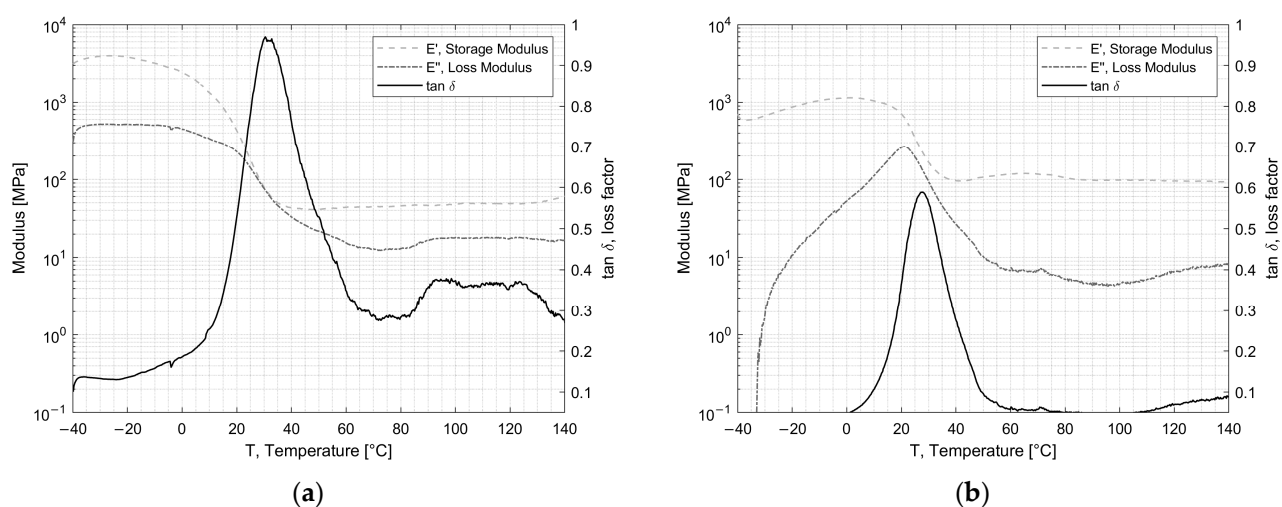 10⁴
10³
10²
10¹
10⁰
10⁻¹
Modulus [MPa]
−40 −20 0 20 40 60 80 100 120 140
T, Temperature [°C]
1
0.9
0.8
0.7
0.6
0.5
0.4
0.3
0.2
0.1
tan δ, loss factor
E', Storage Modulus
E'', Loss Modulus
tan δ
(a)
10⁴
10³
10²
10¹
10⁰
10⁻¹
Modulus [MPa]
−40 −20 0 20 40 60 80 100 120 140
T, Temperature [°C]
1
0.9
0.8
0.7
0.6
0.5
0.4
0.3
0.2
0.1
tan δ, loss factor
E', Storage Modulus
E'', Loss Modulus
tan δ
(b)